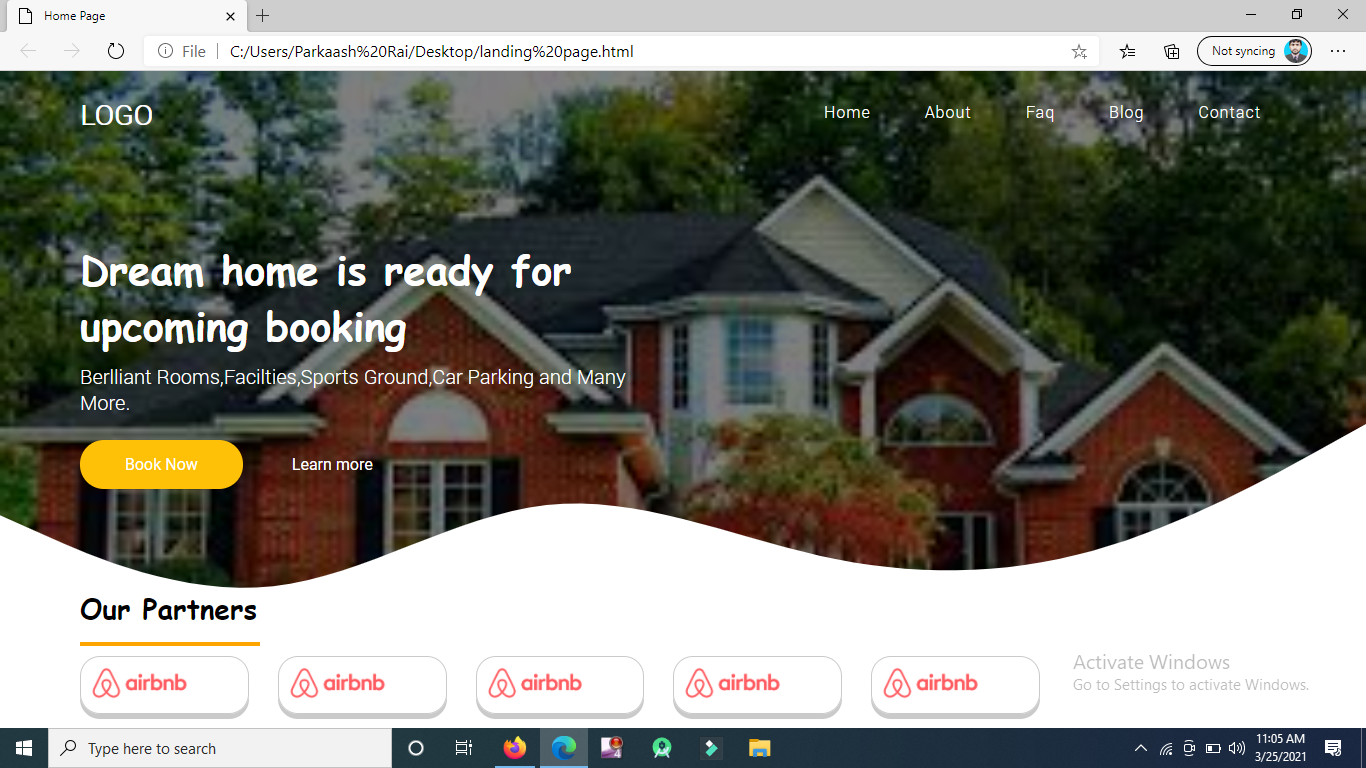 Home Page
File
C:/Users/Parkaash%20Rai/Desktop/landing%20page.html
Not syncing
LOGO
Home About Faq Blog Contact
Dream home is ready for
upcoming booking
Berlliant Rooms,Facilties,Sports Ground,Car Parking and Many
More.
Book Now Learn more
Our Partners
airbnb airbnb airbnb airbnb airbnb
Activate Windows
Go to Settings to activate Windows.
Type here to search
4
11:05 AM
3/25/2021